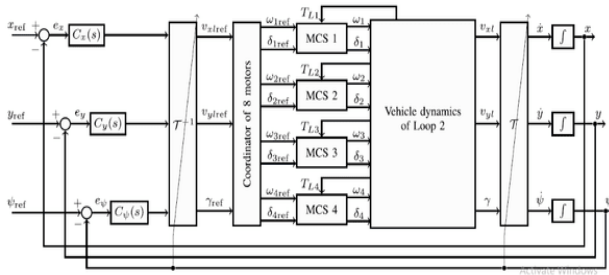 x_ref + − e_x C_x(s) v_xlref ω_1ref δ_1ref T_L1 MCS 1 ω_1 δ_1 v_xl ẋ ∫ x
ω_2ref δ_2ref T_L2 MCS 2 ω_2 δ_2
y_ref + − e_y C_y(s) T^−1 v_ylref Coordinator of 8 motors Vehicle dynamics of Loop 2 v_yl T ẏ ∫ y
ω_3ref δ_3ref T_L3 MCS 3 ω_3 δ_3
ψ_ref + − e_ψ C_ψ(s) γ_ref ω_4ref δ_4ref T_L4 MCS 4 ω_4 δ_4 γ ψ̇ ∫ ψ
Activate Windows